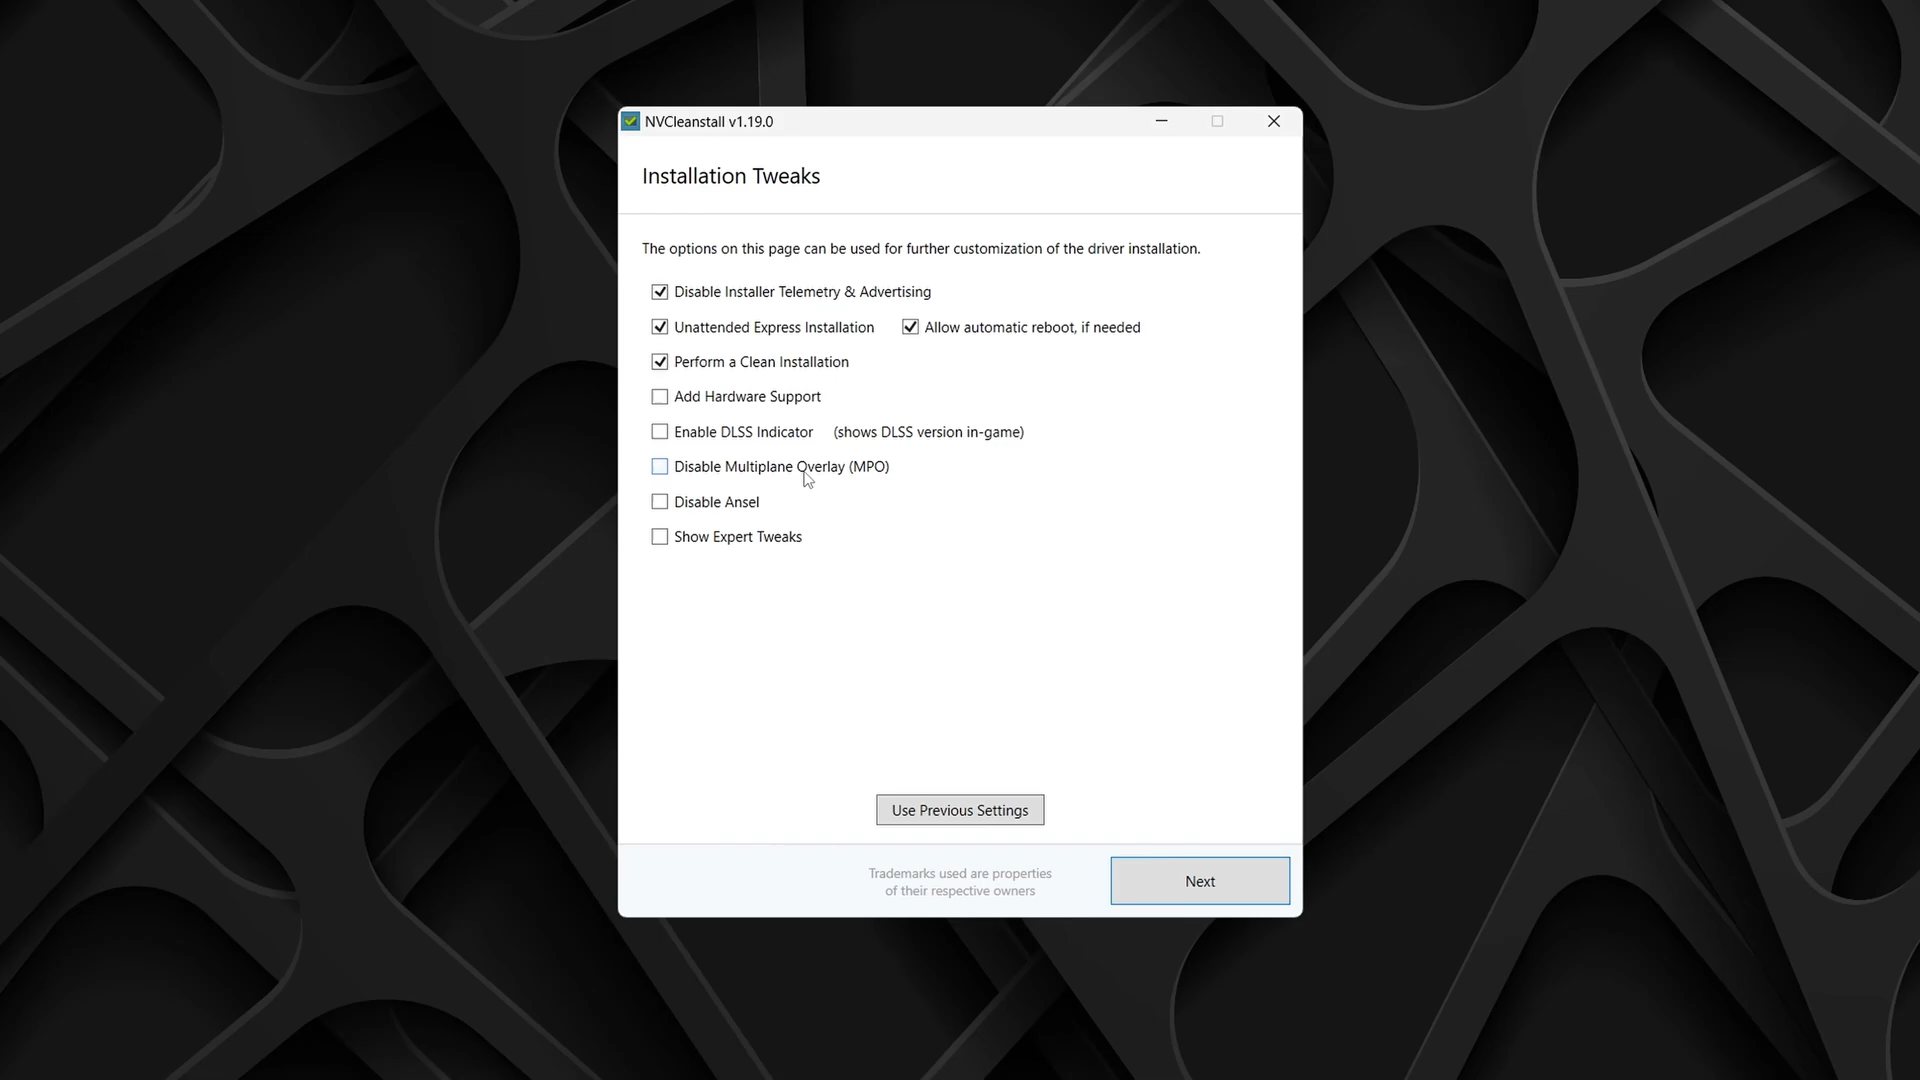 NVCleanstall v1.19.0
Installation Tweaks
The options on this page can be used for further customization of the driver installation.
Disable Installer Telemetry & Advertising
Unattended Express Installation Allow automatic reboot, if needed
Perform a Clean Installation
Add Hardware Support
Enable DLSS Indicator (shows DLSS version in-game)
Disable Multiplane Overlay (MPO)
Disable Ansel
Show Expert Tweaks
Use Previous Settings
Trademarks used are properties
of their respective owners
Next